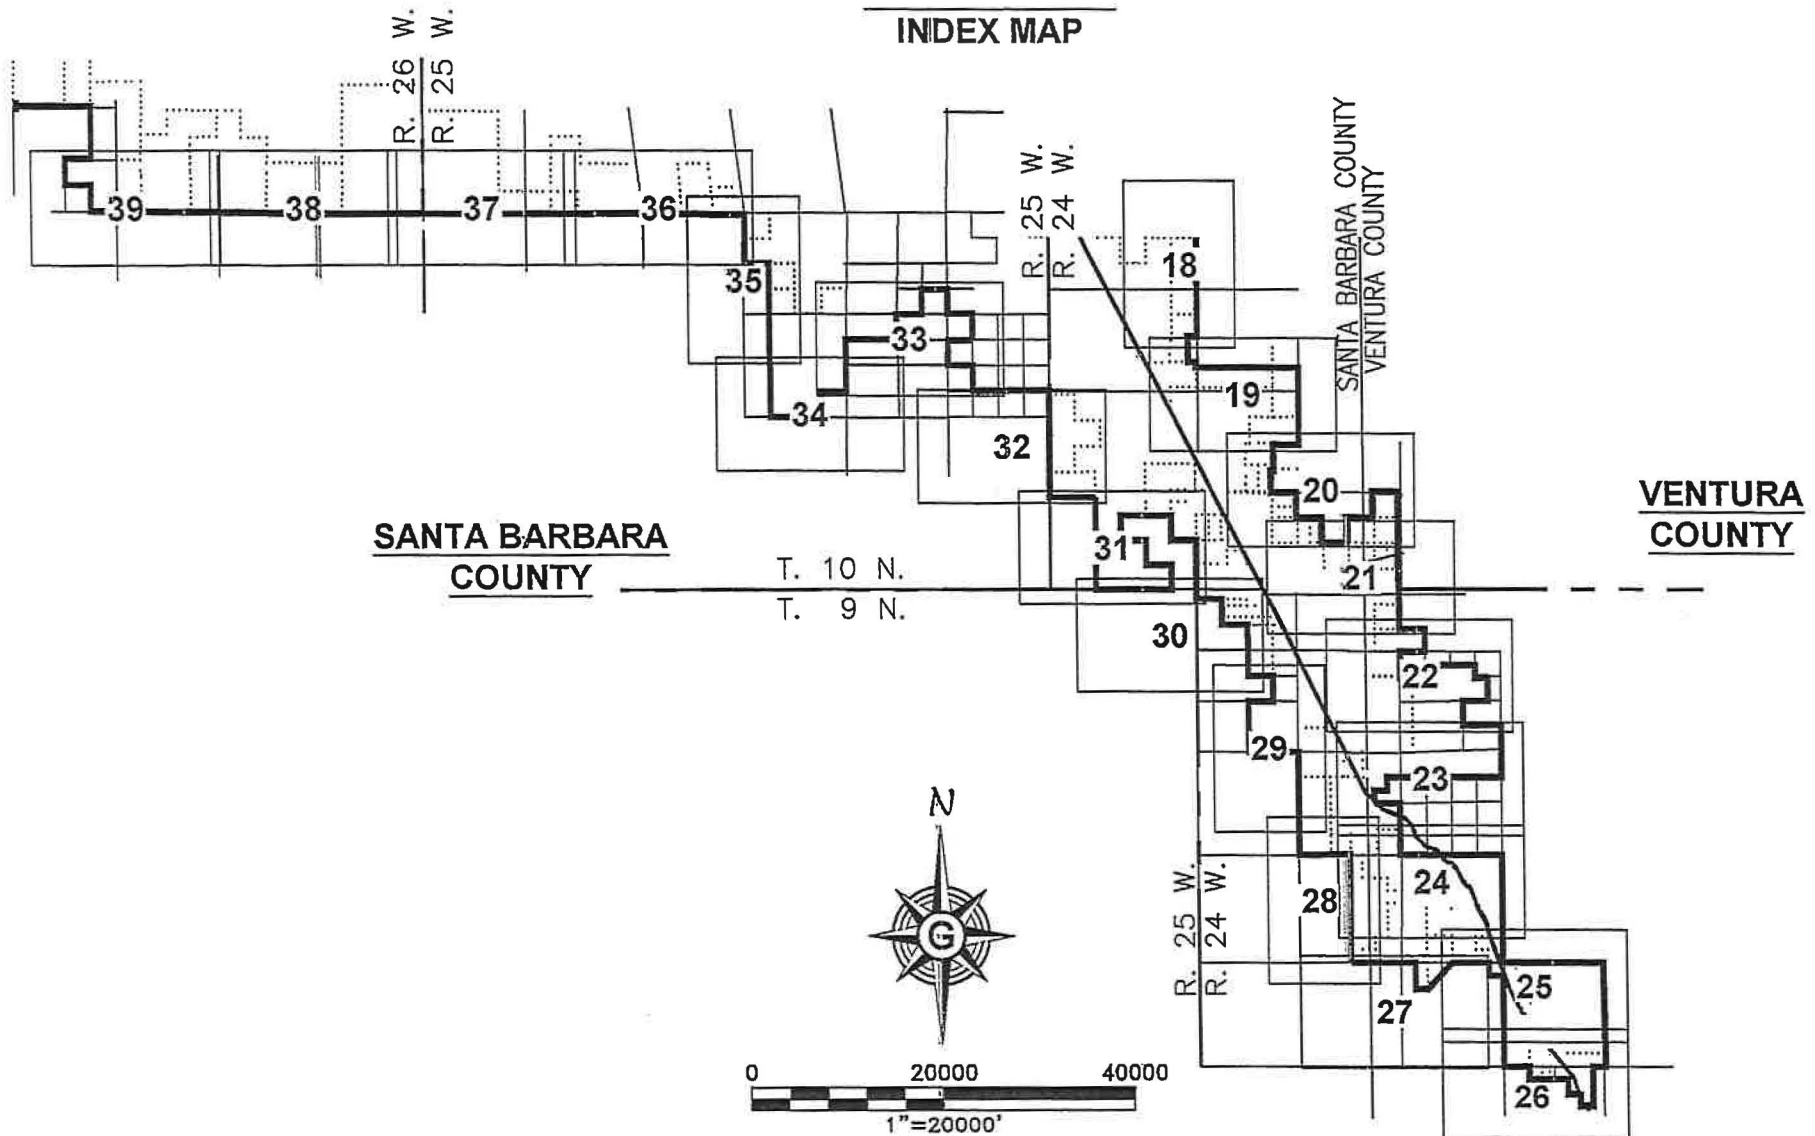 INDEX MAP
R. 26 W.
R. 25 W.
R. 25 W.
R. 24 W.
SANTA BARBARA COUNTY
VENTURA COUNTY
39
38
37
36
35
18
33
19
34
32
20
SANTA BARBARA
COUNTY
VENTURA
COUNTY
31
T. 10 N.
T. 9 N.
21
30
22
29
23
N
G
R. 25 W.
R. 24 W.
28
24
25
27
26
0 20000 40000
1"=20000'